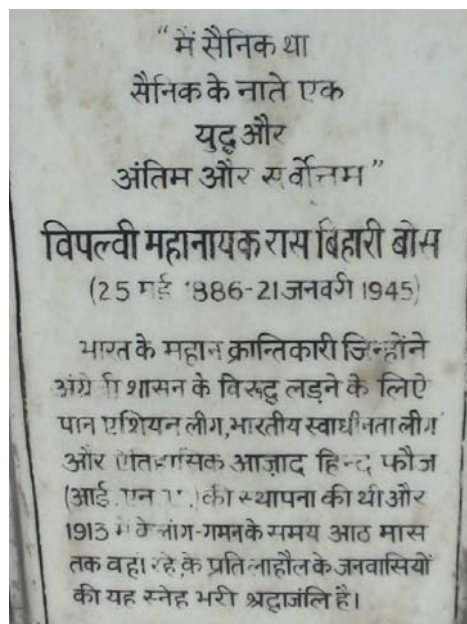 “मैं सैनिक था
सैनिक के नाते एक
युद्ध और
अंतिम और सर्वोत्तम”
विपल्वी महानायक रास बिहारी बोस
(25 मई 1886-21 जनवरी 1945)
भारत के महान क्रान्तिकारी जिन्होंने
अंग्रेजी शासन के विरूद्ध लड़ने के लिऐ
पान एशियन लीग, भारतीय स्वाधीनता लीग
और ऐतिहासिक आज़ाद हिन्द फौज
(आई. एन. ए.) की स्थापना की थी और
1913 में केलांग-गमन के समय आठ मास
तक वहां रहे, के प्रति लाहौल के जनवासियों
की यह स्नेह भरी श्रद्वाजंलि है।